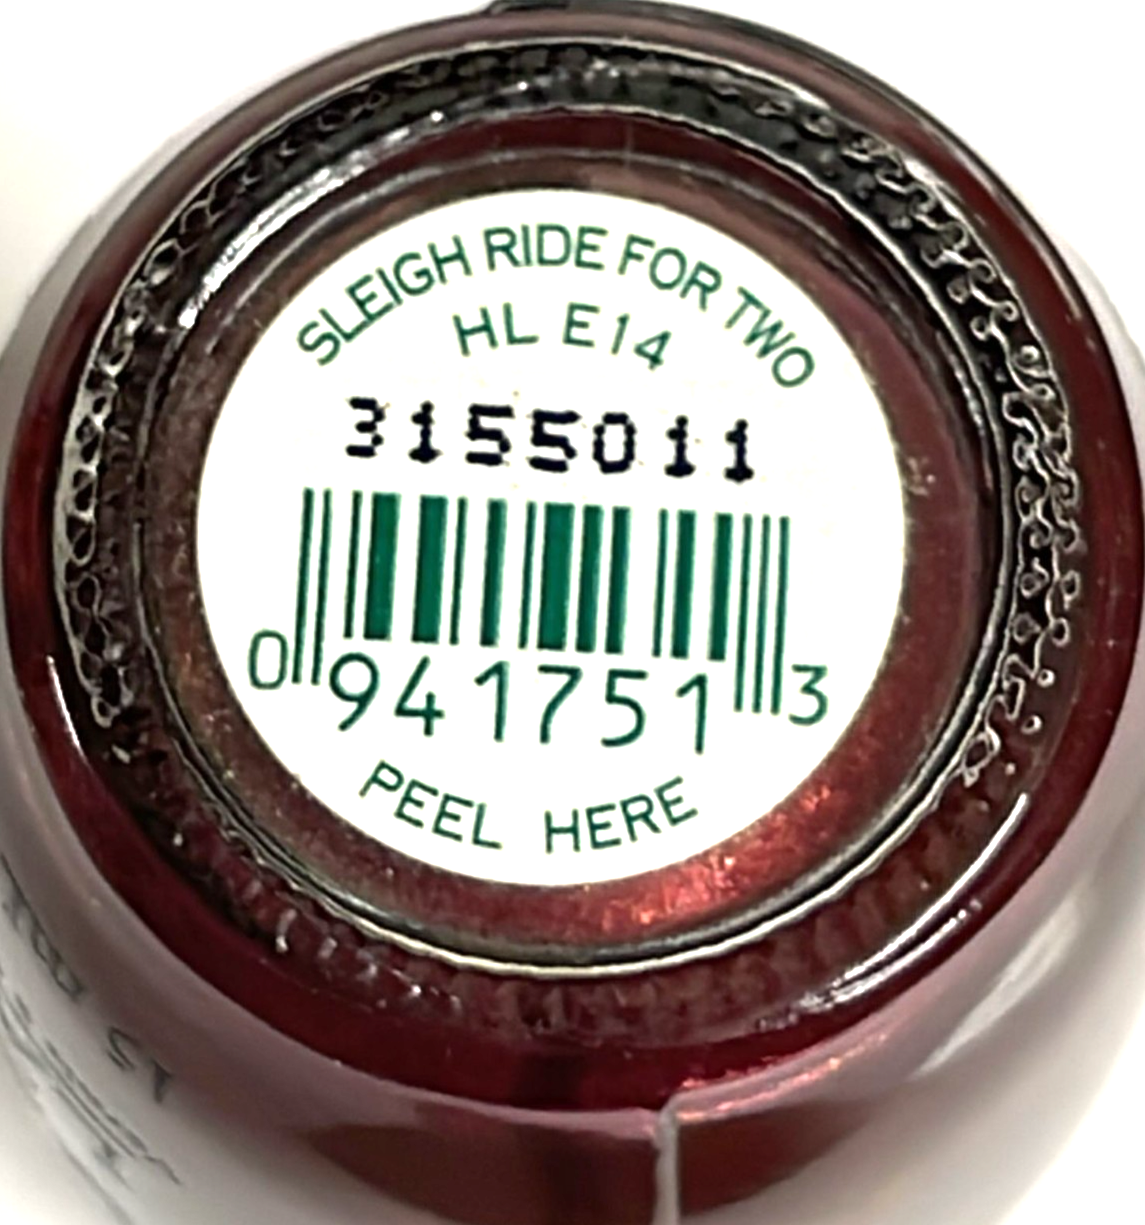 SLEIGH RIDE FOR TWO
HL E14
3155011
0 941751 3
PEEL HERE